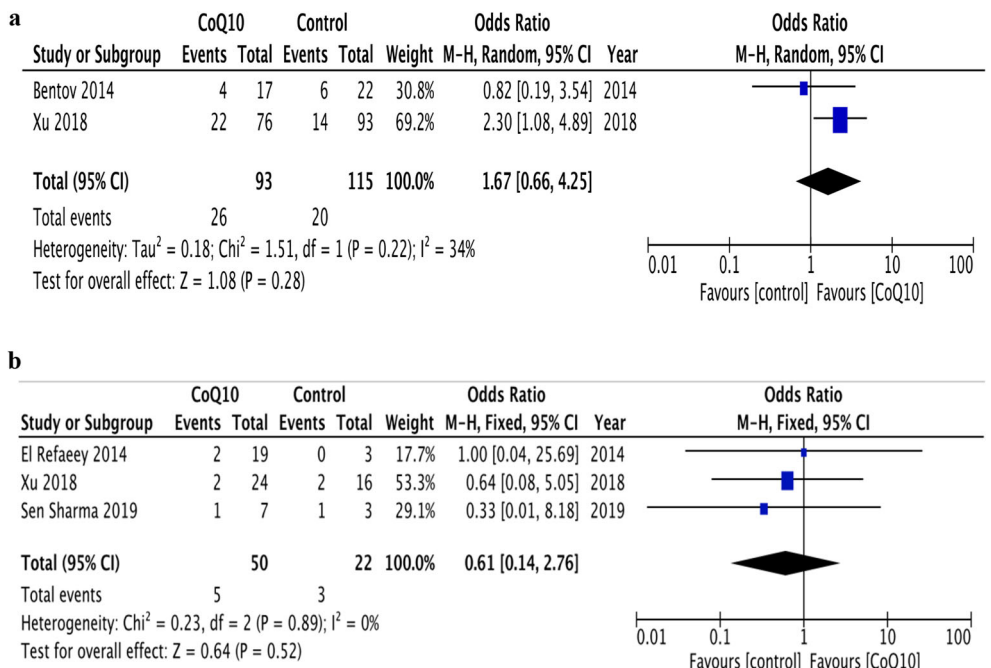 a
CoQ10 Control Odds Ratio Odds Ratio
Study or Subgroup Events Total Events Total Weight M-H, Random, 95% CI Year M-H, Random, 95% CI
Bentov 2014 4 17 6 22 30.8% 0.82 [0.19, 3.54] 2014
Xu 2018 22 76 14 93 69.2% 2.30 [1.08, 4.89] 2018
Total (95% CI) 93 115 100.0% 1.67 [0.66, 4.25]
Total events 26 20
Heterogeneity: Tau² = 0.18; Chi² = 1.51, df = 1 (P = 0.22); I² = 34%
Test for overall effect: Z = 1.08 (P = 0.28)
0.01 0.1 1 10 100
Favours [control] Favours [CoQ10]
b
CoQ10 Control Odds Ratio Odds Ratio
Study or Subgroup Events Total Events Total Weight M-H, Fixed, 95% CI Year M-H, Fixed, 95% CI
El Refaeey 2014 2 19 0 3 17.7% 1.00 [0.04, 25.69] 2014
Xu 2018 2 24 2 16 53.3% 0.64 [0.08, 5.05] 2018
Sen Sharma 2019 1 7 1 3 29.1% 0.33 [0.01, 8.18] 2019
Total (95% CI) 50 22 100.0% 0.61 [0.14, 2.76]
Total events 5 3
Heterogeneity: Chi² = 0.23, df = 2 (P = 0.89); I² = 0%
Test for overall effect: Z = 0.64 (P = 0.52)
0.01 0.1 1 10 100
Favours [control] Favours [CoQ10]